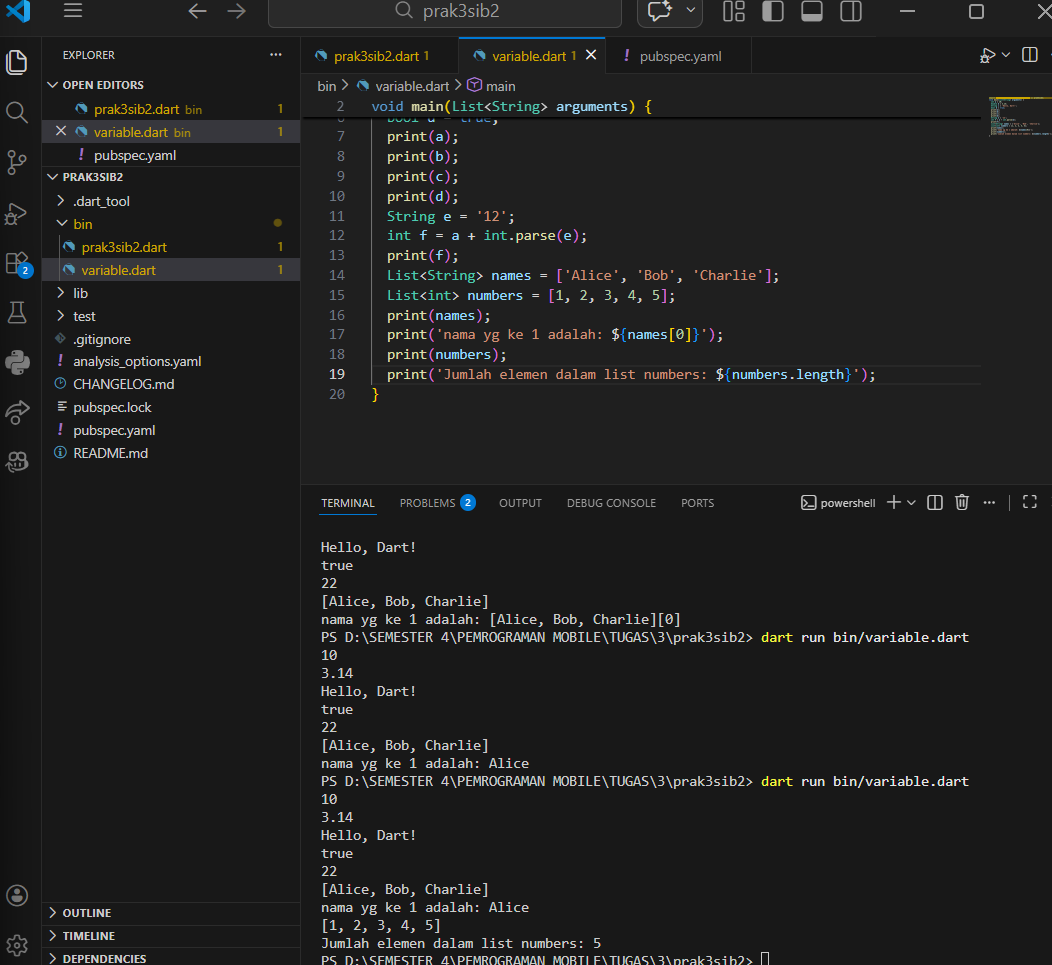 prak3sib2
EXPLORER
OPEN EDITORS
prak3sib2.dart bin 1
variable.dart bin 1
! pubspec.yaml
PRAK3SIB2
.dart_tool
bin
prak3sib2.dart 1
variable.dart 1
lib
test
.gitignore
! analysis_options.yaml
CHANGELOG.md
pubspec.lock
! pubspec.yaml
README.md
2
OUTLINE
TIMELINE
DEPENDENCIES
prak3sib2.dart 1
variable.dart 1
! pubspec.yaml
bin > variable.dart > main
2 void main(List<String> arguments) {
6 bool d = true;
7 print(a);
8 print(b);
9 print(c);
10 print(d);
11 String e = '12';
12 int f = a + int.parse(e);
13 print(f);
14 List<String> names = ['Alice', 'Bob', 'Charlie'];
15 List<int> numbers = [1, 2, 3, 4, 5];
16 print(names);
17 print('nama yg ke 1 adalah: ${names[0]}');
18 print(numbers);
19 print('Jumlah elemen dalam list numbers: ${numbers.length}');
20 }
TERMINAL PROBLEMS 2 OUTPUT DEBUG CONSOLE PORTS powershell
Hello, Dart!
true
22
[Alice, Bob, Charlie]
nama yg ke 1 adalah: [Alice, Bob, Charlie][0]
PS D:\SEMESTER 4\PEMROGRAMAN MOBILE\TUGAS\3\prak3sib2> dart run bin/variable.dart
10
3.14
Hello, Dart!
true
22
[Alice, Bob, Charlie]
nama yg ke 1 adalah: Alice
PS D:\SEMESTER 4\PEMROGRAMAN MOBILE\TUGAS\3\prak3sib2> dart run bin/variable.dart
10
3.14
Hello, Dart!
true
22
[Alice, Bob, Charlie]
nama yg ke 1 adalah: Alice
[1, 2, 3, 4, 5]
Jumlah elemen dalam list numbers: 5
PS D:\SEMESTER 4\PEMROGRAMAN MOBILE\TUGAS\3\prak3sib2>